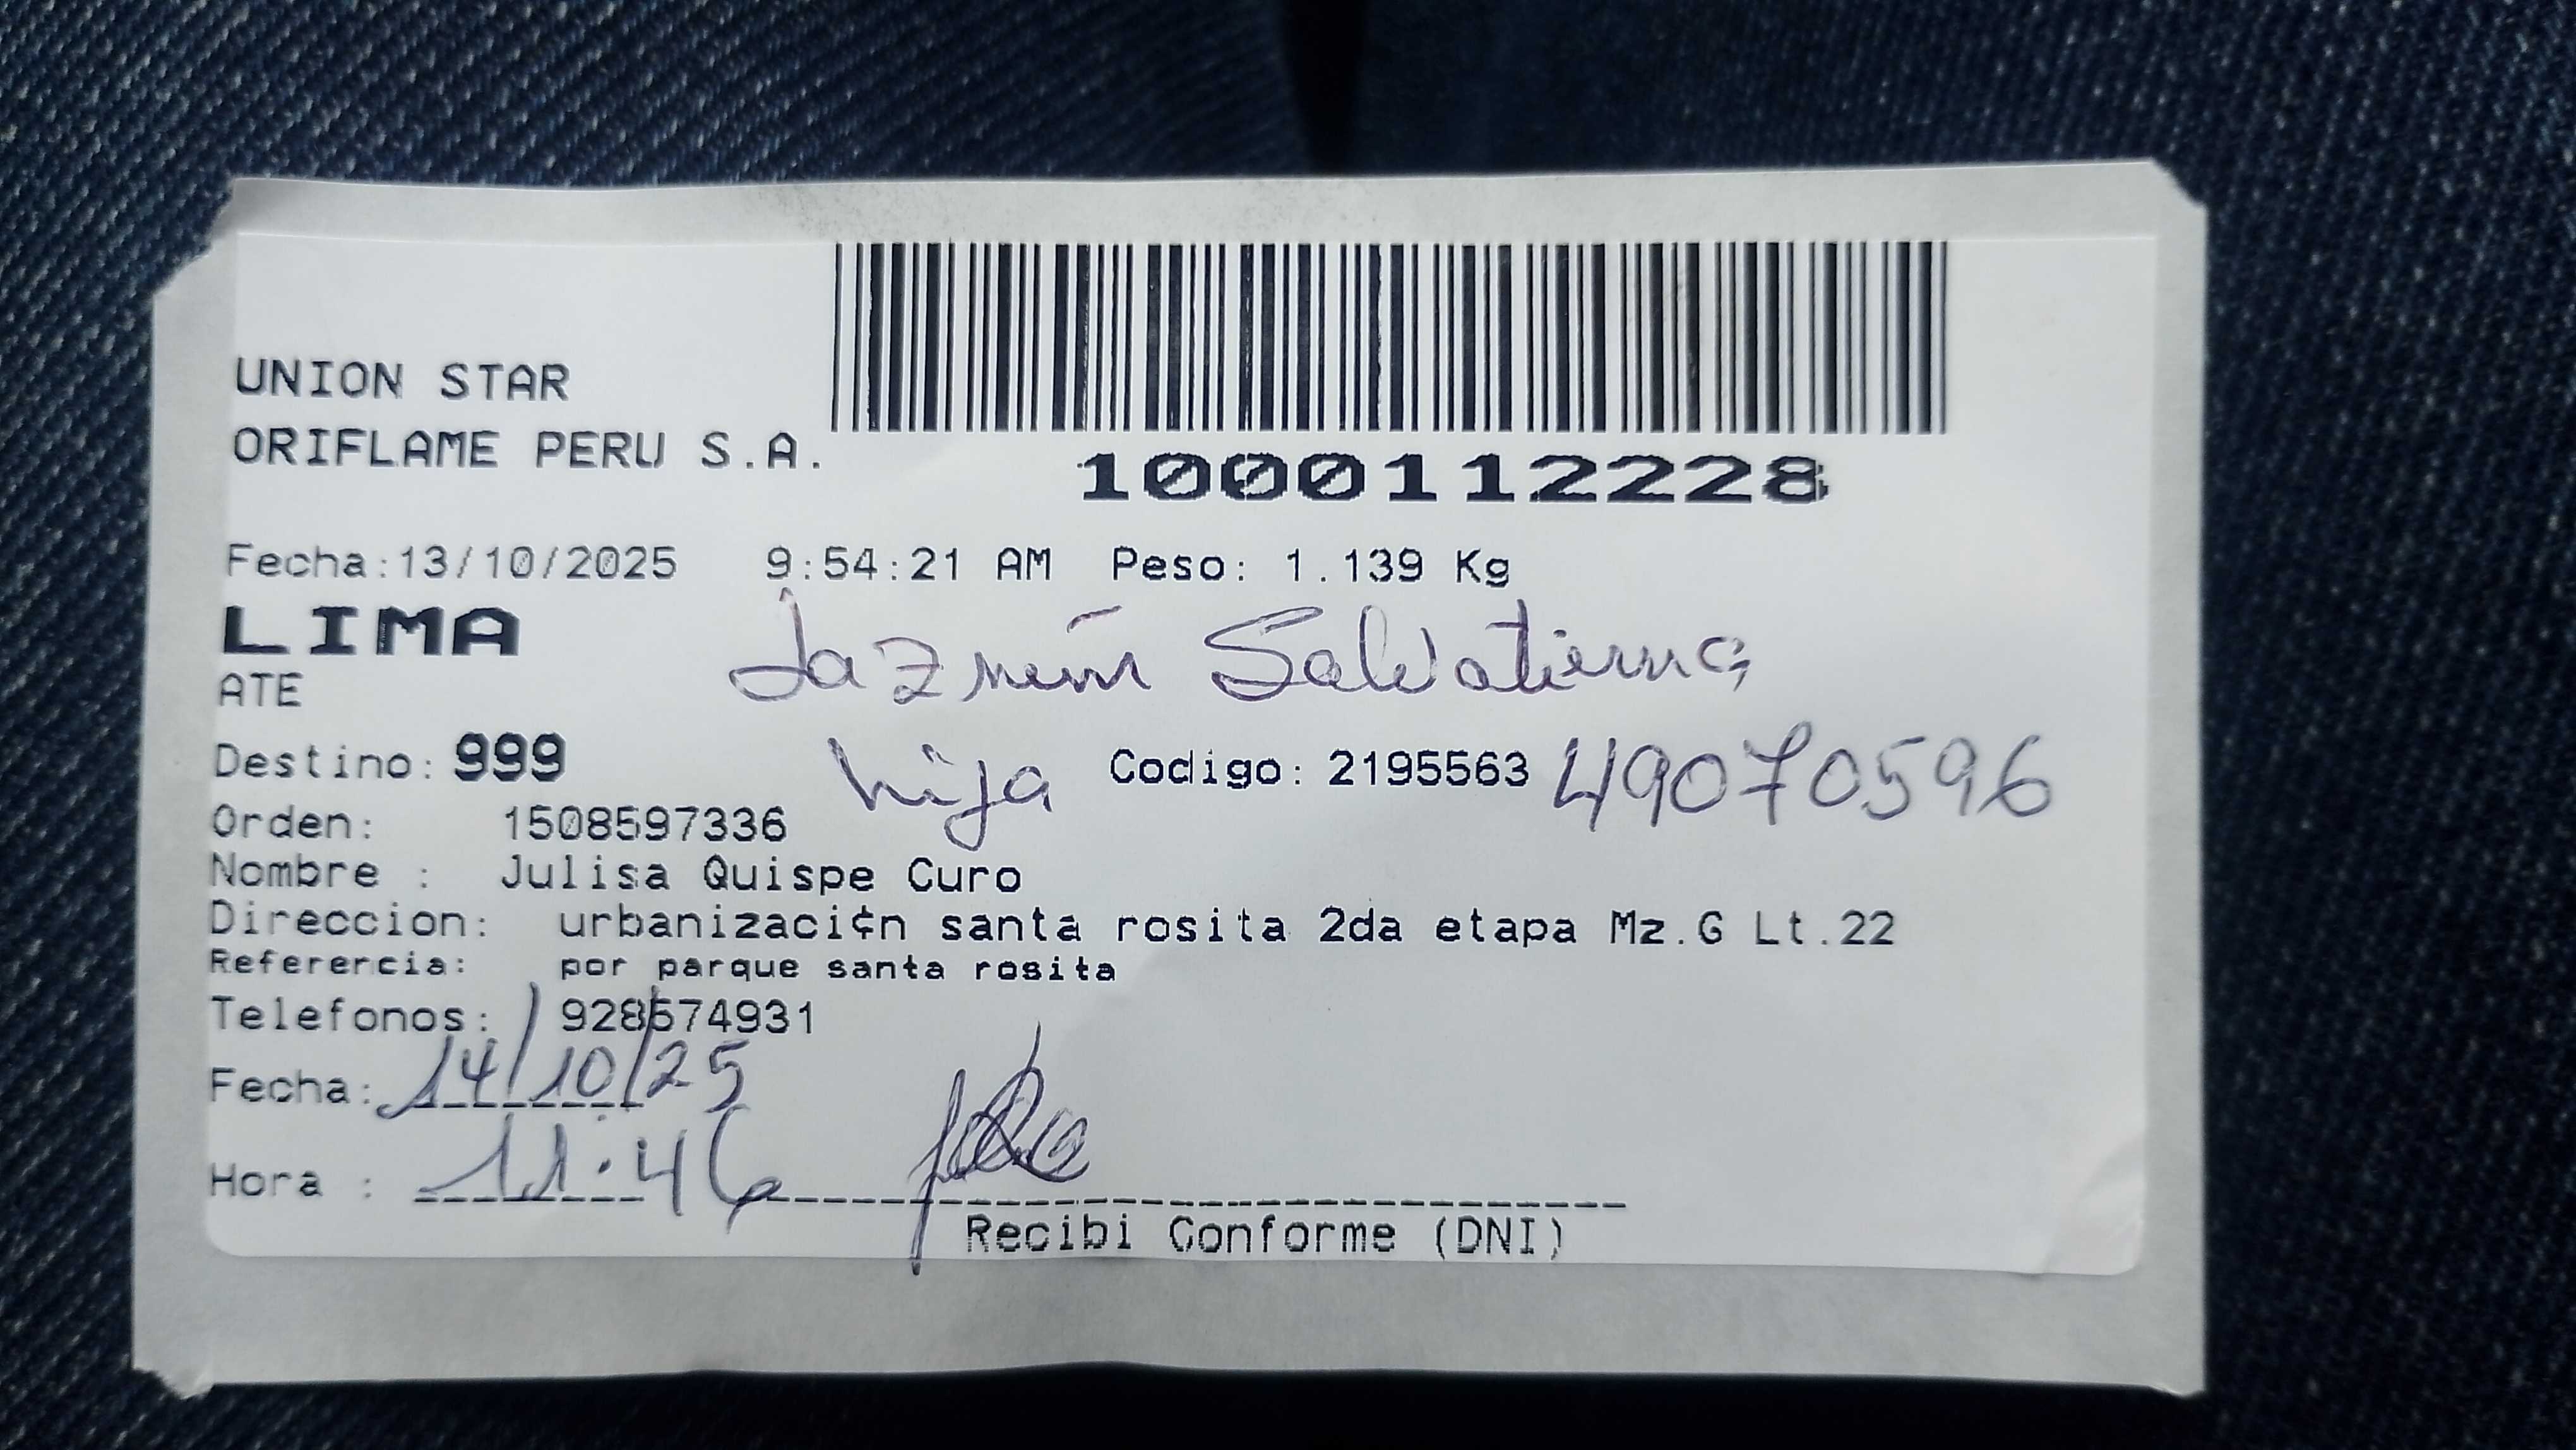 UNION STAR
ORIFLAME PERU S.A.
1000112228
Fecha:13/10/2025 9:54:21 AM Peso: 1.139 Kg
LIMA
ATE
Jazmín Salvatierra
Destino: 999 hija Codigo: 2195563 49070596
Orden: 1508597336
Nombre : Julisa Quispe Curo
Direccion: urbanizaci¢n santa rosita 2da etapa Mz.G Lt.22
Referencia: por parque santa rosita
Telefonos: 928574931
Fecha: 14/10/25
Hora : 11:46
Recibi Conforme (DNI)